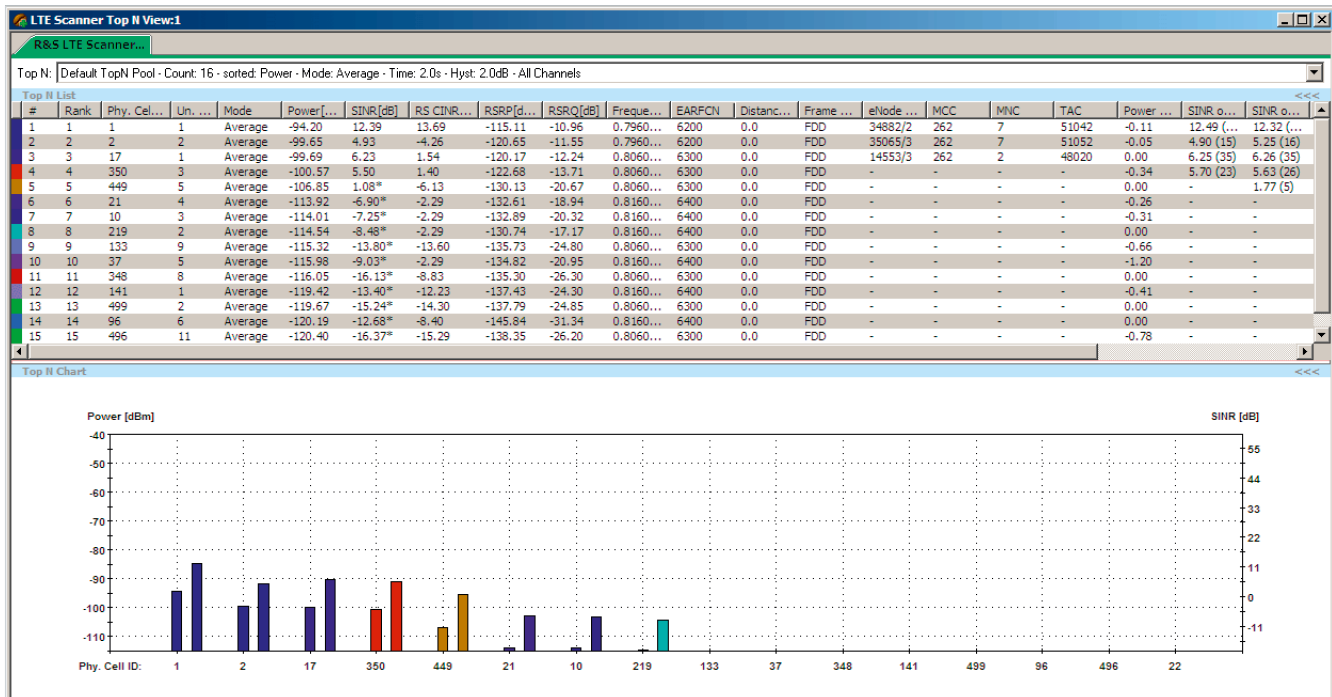 LTE Scanner Top N View:1
R&S LTE Scanner...
Top N: Default TopN Pool - Count: 16 - sorted: Power - Mode: Average - Time: 2.0s - Hyst: 2.0dB - All Channels
Top N List <<<
# Rank Phy. Cel... Un. ... Mode Power[... SINR[dB] RS CINR... RSRP[d... RSRQ[dB] Freque... EARFCN Distanc... Frame ... eNode ... MCC MNC TAC Power ... SINR o... SINR o...
1 1 1 1 Average -94.20 12.39 13.69 -115.11 -10.96 0.7960... 6200 0.0 FDD 34882/2 262 7 51042 -0.11 12.49 (... 12.32 (...
2 2 2 2 Average -99.65 4.93 -4.26 -120.65 -11.55 0.7960... 6200 0.0 FDD 35065/3 262 7 51052 -0.05 4.90 (15) 5.25 (16)
3 3 17 1 Average -99.69 6.23 1.54 -120.17 -12.24 0.8060... 6300 0.0 FDD 14553/3 262 2 48020 0.00 6.25 (35) 6.26 (35)
4 4 350 3 Average -100.57 5.50 1.40 -122.68 -13.71 0.8060... 6300 0.0 FDD - - - - -0.34 5.70 (23) 5.63 (26)
5 5 449 5 Average -106.85 1.08* -6.13 -130.13 -20.67 0.8060... 6300 0.0 FDD - - - - 0.00 - 1.77 (5)
6 6 21 4 Average -113.92 -6.90* -2.29 -132.61 -18.94 0.8160... 6400 0.0 FDD - - - - -0.26 - -
7 7 10 3 Average -114.01 -7.25* -2.29 -132.89 -20.32 0.8160... 6400 0.0 FDD - - - - -0.31 - -
8 8 219 2 Average -114.54 -8.48* -2.29 -130.74 -17.17 0.8160... 6400 0.0 FDD - - - - 0.00 - -
9 9 133 9 Average -115.32 -13.80* -13.60 -135.73 -24.80 0.8060... 6300 0.0 FDD - - - - -0.66 - -
10 10 37 5 Average -115.98 -9.03* -2.29 -134.82 -20.95 0.8160... 6400 0.0 FDD - - - - -1.20 - -
11 11 348 8 Average -116.05 -16.13* -8.83 -135.30 -26.30 0.8060... 6300 0.0 FDD - - - - 0.00 - -
12 12 141 1 Average -119.42 -13.40* -12.23 -137.43 -24.30 0.8160... 6400 0.0 FDD - - - - -0.41 - -
13 13 499 2 Average -119.67 -15.24* -14.30 -137.79 -24.85 0.8060... 6300 0.0 FDD - - - - 0.00 - -
14 14 96 6 Average -120.19 -12.68* -8.40 -145.84 -31.34 0.8160... 6400 0.0 FDD - - - - 0.00 - -
15 15 496 11 Average -120.40 -16.37* -15.29 -138.35 -26.20 0.8060... 6300 0.0 FDD - - - - -0.78 - -
Top N Chart <<<
Power [dBm] SINR [dB]
-40
55
-50
44
-60
33
-70
22
-80
11
-90
0
-100
-11
-110
Phy. Cell ID: 1 2 17 350 449 21 10 219 133 37 348 141 499 96 496 22